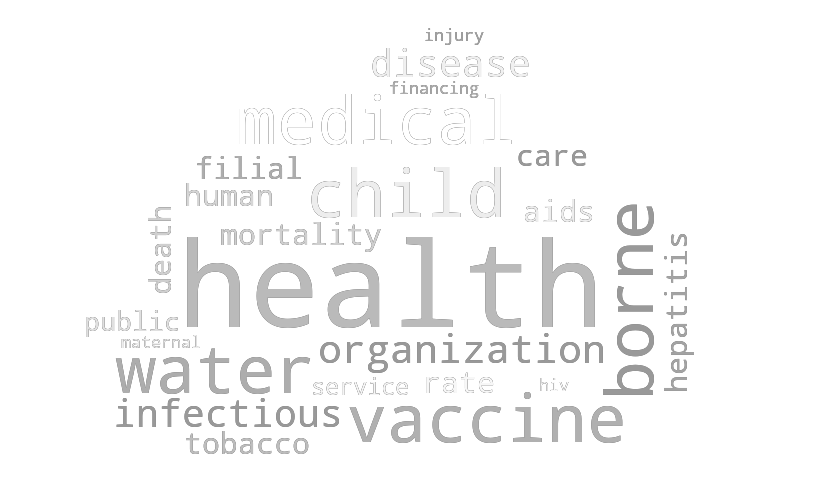 injury
disease
financing
medical
care
filial
child
human
aids
death
mortality
borne
health
hepatitis
public
maternal
organization
water
service
rate
hiv
infectious
vaccine
tobacco